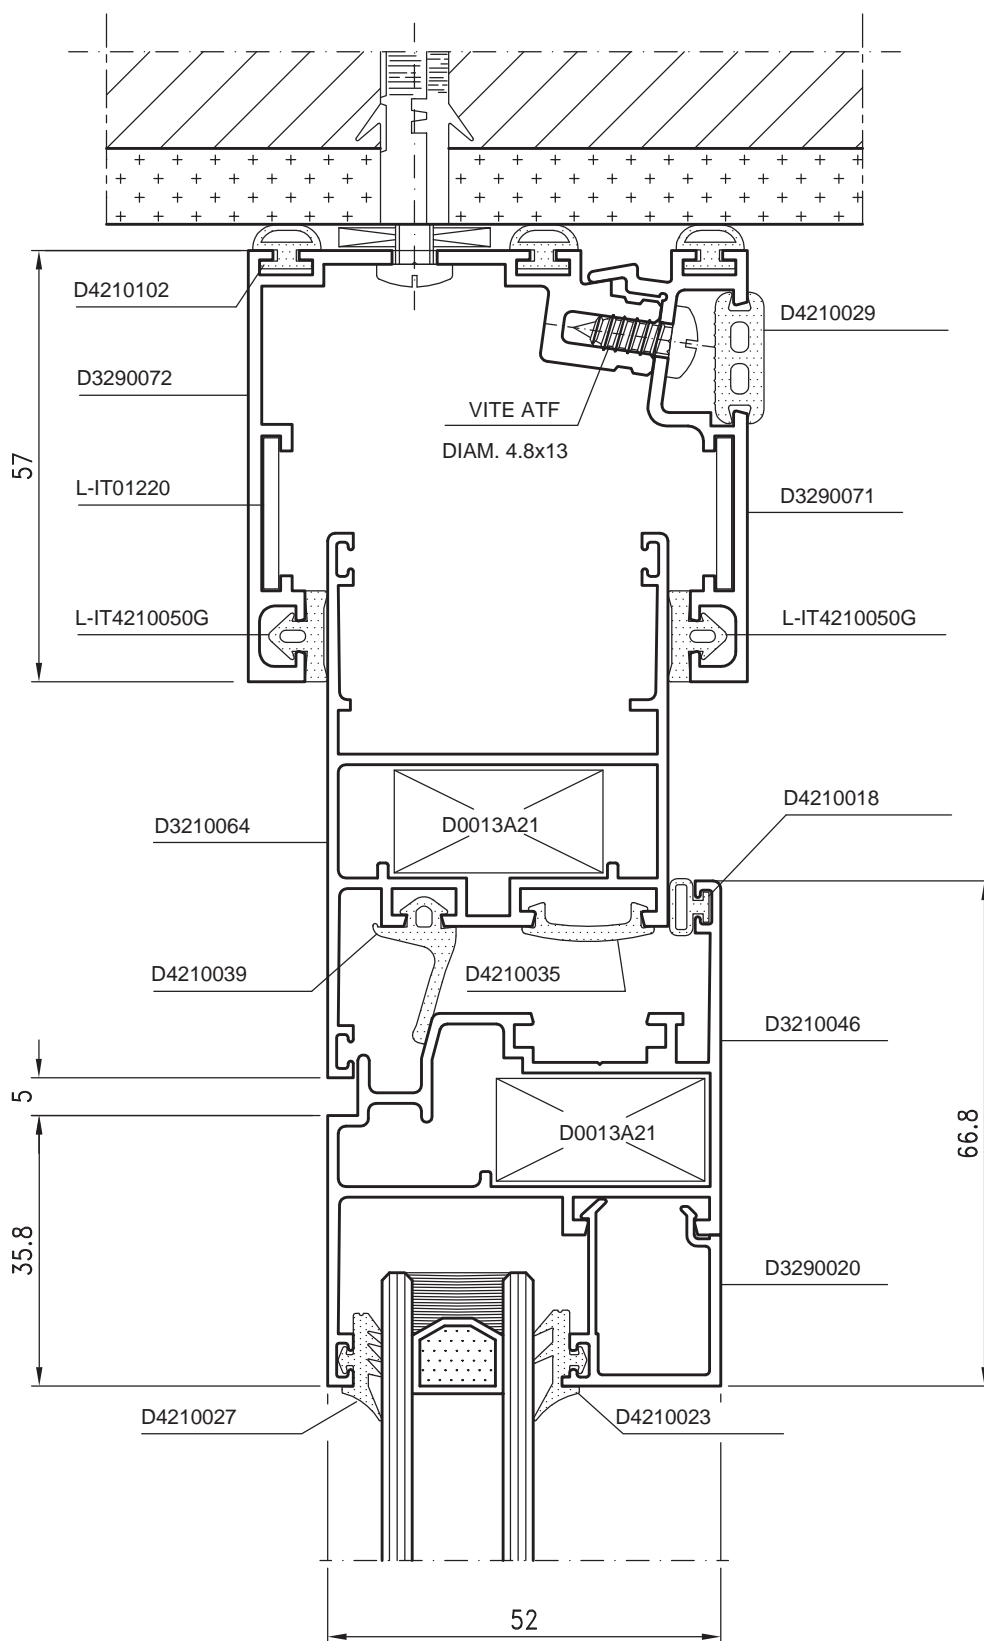 D4210102
D4210029
D3290072
VITE ATF
DIAM. 4.8x13
57
L-IT01220
D3290071
L-IT4210050G
L-IT4210050G
D4210018
D3210064
D0013A21
D4210039
D4210035
D3210046
5
D0013A21
66.8
35.8
D3290020
D4210027
D4210023
52